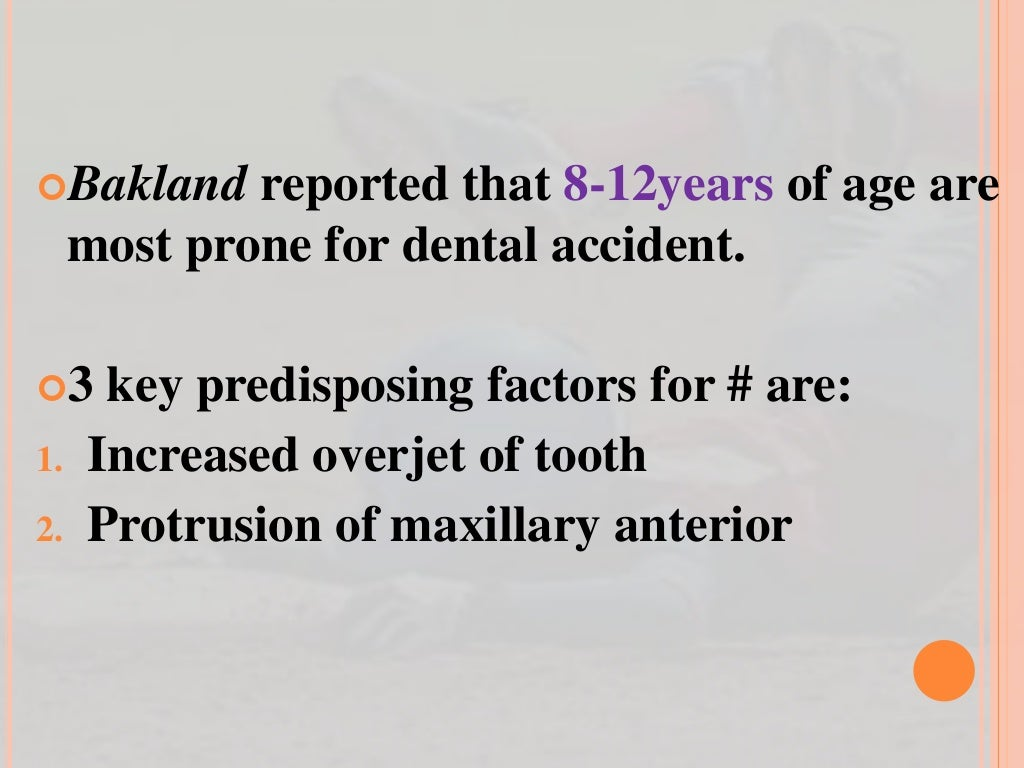 Bakland reported that 8-12years of age are
most prone for dental accident.
3 key predisposing factors for # are:
1. Increased overjet of tooth
2. Protrusion of maxillary anterior